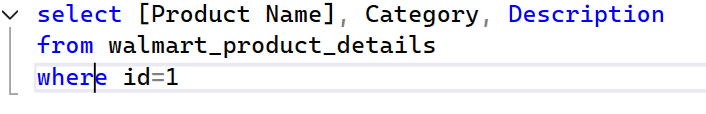 select [Product Name], Category, Description
from walmart_product_details
where id=1